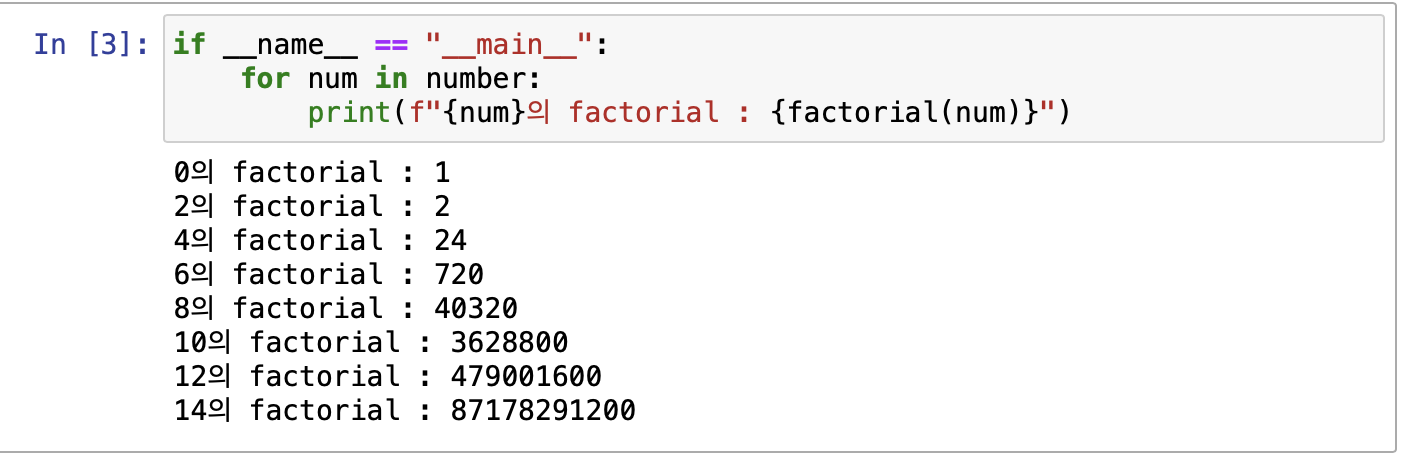 In [3]: if __name__ == "__main__":
    for num in number:
        print(f"{num}의 factorial : {factorial(num)}")
0의 factorial : 1
2의 factorial : 2
4의 factorial : 24
6의 factorial : 720
8의 factorial : 40320
10의 factorial : 3628800
12의 factorial : 479001600
14의 factorial : 87178291200